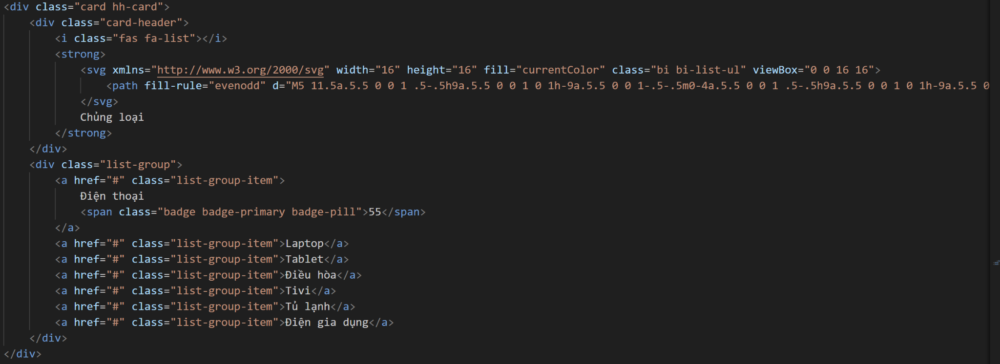 <div class="card hh-card">
<div class="card-header">
<i class="fas fa-list"></i>
<strong>
<svg xmlns="http://www.w3.org/2000/svg" width="16" height="16" fill="currentColor" class="bi bi-list-ul" viewBox="0 0 16 16">
<path fill-rule="evenodd" d="M5 11.5a.5.5 0 0 1 .5-.5h9a.5.5 0 0 1 0 1h-9a.5.5 0 0 1-.5-.5m0-4a.5.5 0 0 1 .5-.5h9a.5.5 0 0 1 0 1h-9a.5.5 0
</svg>
Chủng loại
</strong>
</div>
<div class="list-group">
<a href="#" class="list-group-item">
Điện thoại
<span class="badge badge-primary badge-pill">55</span>
</a>
<a href="#" class="list-group-item">Laptop</a>
<a href="#" class="list-group-item">Tablet</a>
<a href="#" class="list-group-item">Điều hòa</a>
<a href="#" class="list-group-item">Tivi</a>
<a href="#" class="list-group-item">Tủ lạnh</a>
<a href="#" class="list-group-item">Điện gia dụng</a>
</div>
</div>